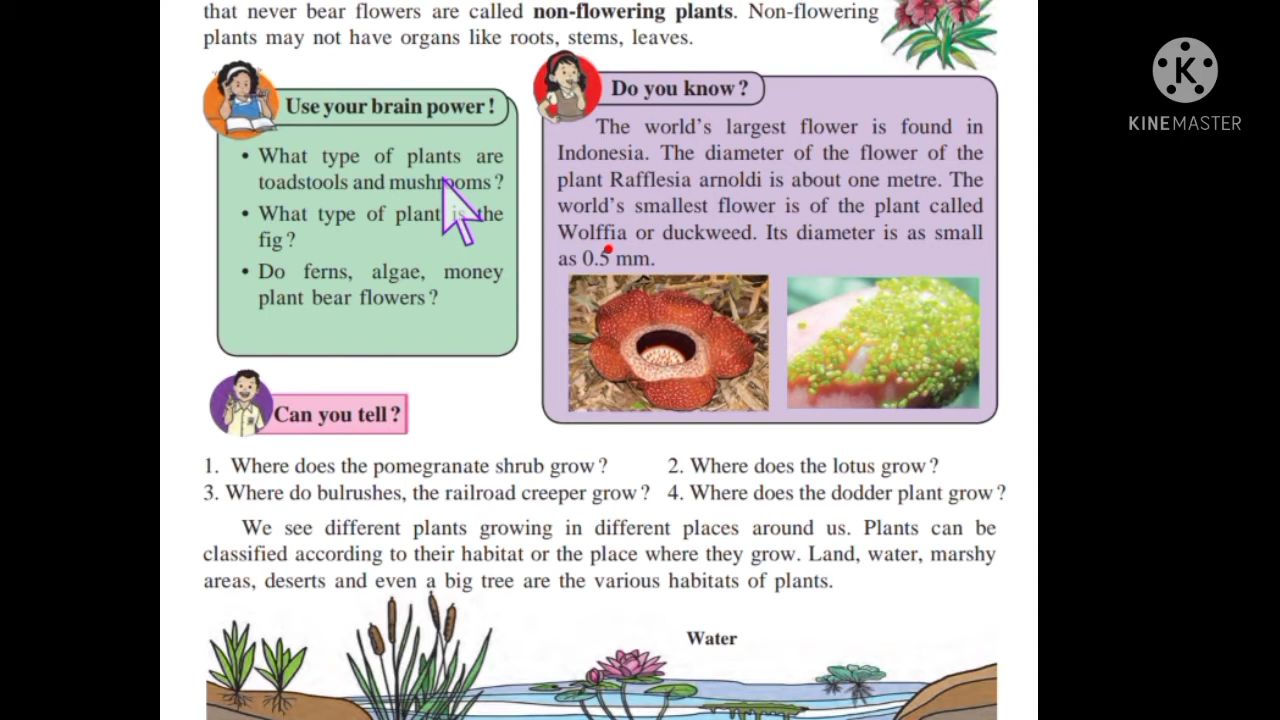 that never bear flowers are called non-flowering plants. Non-flowering
plants may not have organs like roots, stems, leaves.
KINEMASTER
Use your brain power!
• What type of plants are
toadstools and mushrooms?
• What type of plant is the
fig?
• Do ferns, algae, money
plant bear flowers?
Do you know?
The world's largest flower is found in
Indonesia. The diameter of the flower of the
plant Rafflesia arnoldi is about one metre. The
world's smallest flower is of the plant called
Wolffia or duckweed. Its diameter is as small
as 0.5 mm.
Can you tell?
1. Where does the pomegranate shrub grow?
2. Where does the lotus grow?
3. Where do bulrushes, the railroad creeper grow?
4. Where does the dodder plant grow?
We see different plants growing in different places around us. Plants can be
classified according to their habitat or the place where they grow. Land, water, marshy
areas, deserts and even a big tree are the various habitats of plants.
Water